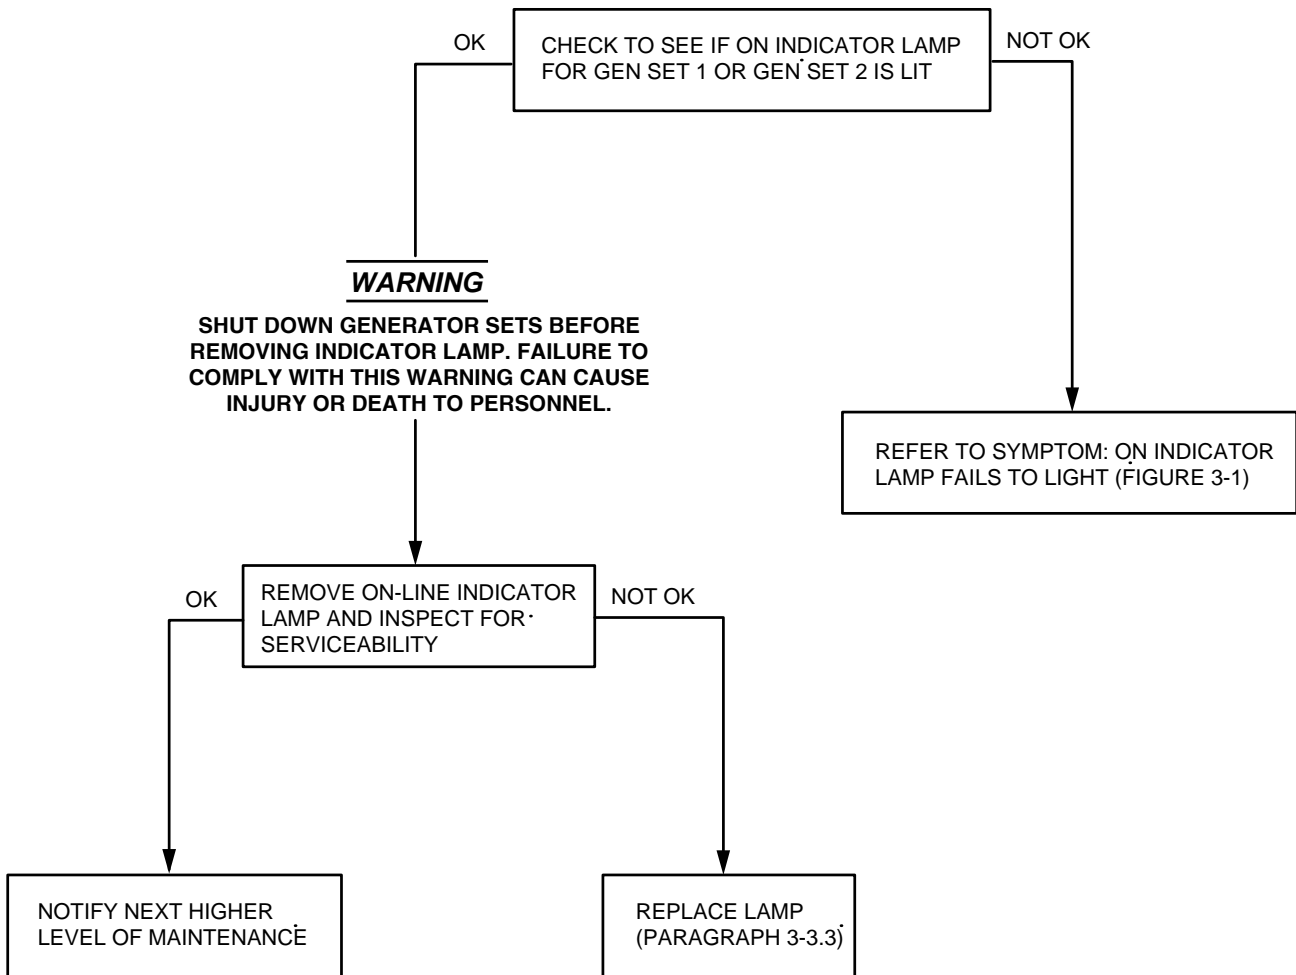 OK
CHECK TO SEE IF ON INDICATOR LAMP
FOR GEN SET 1 OR GEN SET 2 IS LIT
NOT OK
WARNING
SHUT DOWN GENERATOR SETS BEFORE
REMOVING INDICATOR LAMP. FAILURE TO
COMPLY WITH THIS WARNING CAN CAUSE
INJURY OR DEATH TO PERSONNEL.
REFER TO SYMPTOM: ON INDICATOR
LAMP FAILS TO LIGHT (FIGURE 3-1)
OK
REMOVE ON-LINE INDICATOR
LAMP AND INSPECT FOR
SERVICEABILITY
NOT OK
NOTIFY NEXT HIGHER
LEVEL OF MAINTENANCE
REPLACE LAMP
(PARAGRAPH 3-3.3)